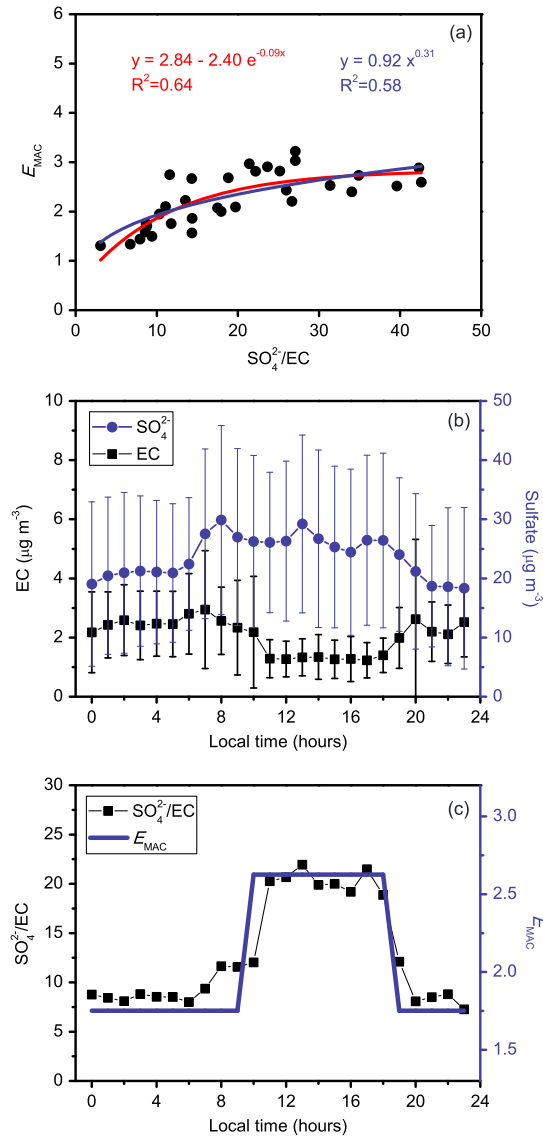 (a)
y = 2.84 - 2.40 e^-0.09x
R²=0.64
y = 0.92 x^0.31
R²=0.58
E_MAC
6
5
4
3
2
1
0
0 10 20 30 40 50
SO₄²⁻/EC
(b)
SO₄²⁻
EC
EC (μg m⁻³)
10
8
6
4
2
0
Sulfate (μg m⁻³)
50
40
30
20
10
0
0 4 8 12 16 20 24
Local time (hours)
(c)
SO₄²⁻/EC
E_MAC
SO₄²⁻/EC
30
25
20
15
10
5
0
E_MAC
3.0
2.5
2.0
1.5
0 4 8 12 16 20 24
Local time (hours)